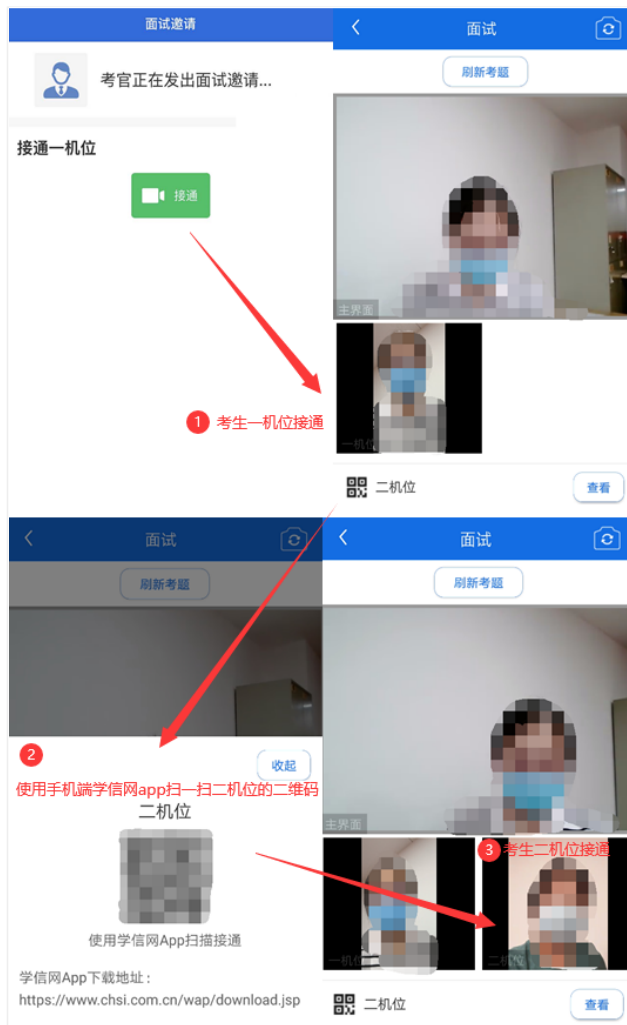 面试邀请
考官正在发出面试邀请...
接通一机位
接通
1 考生一机位接通
面试
刷新考题
主界面
一机位
二机位
查看
面试
刷新考题
2
收起
使用手机端学信网app扫一扫二机位的二维码
二机位
使用学信网App扫描接通
学信网App下载地址：
https://www.chsi.com.cn/wap/download.jsp
面试
刷新考题
主界面
3 考生二机位接通
一机位
二机位
二机位
查看